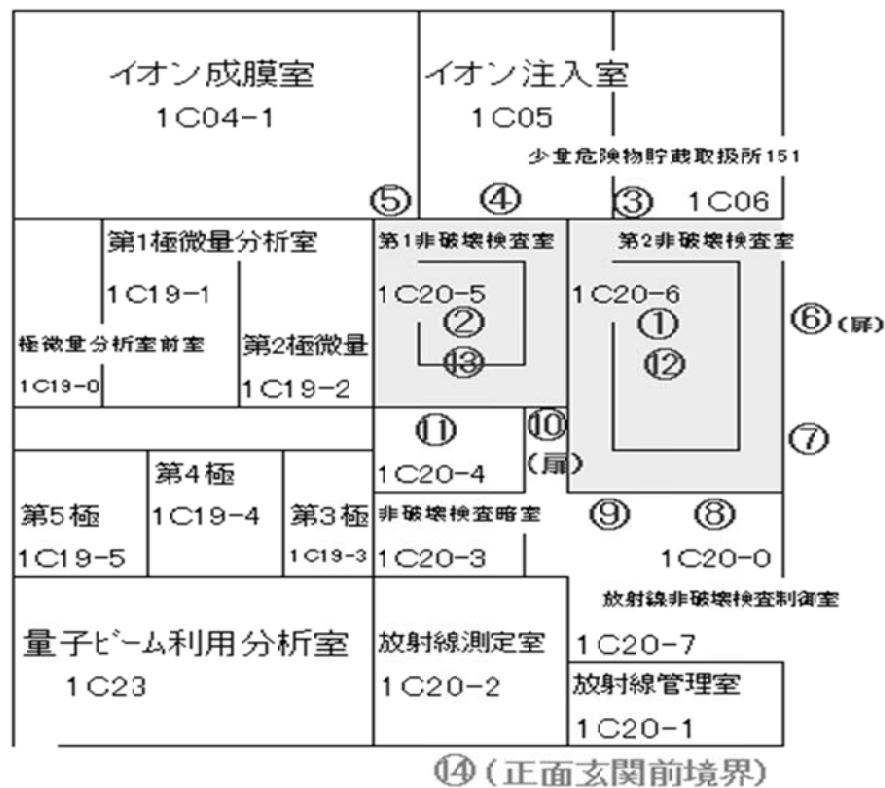 イオン成膜室
イオン注入室
1C04-1
1C05
少量危険物貯蔵取扱所151
⑤
④
③
1C06
第1極微量分析室
第1非破壊検査室
第2非破壊検査室
1C19-1
1C20-5
1C20-6
②
①
⑥(扉)
極微量分析室前室
第2極微量
⑬
⑫
1C19-0
1C19-2
⑪
⑩
(扉)
⑦
第4極
1C20-4
第5極
1C19-4
第3極
非破壊検査暗室
⑨
⑧
1C19-5
1C19-3
1C20-3
1C20-0
放射線非破壊検査制御室
量子ビーム利用分析室
放射線測定室
1C20-7
1C23
1C20-2
放射線管理室
1C20-1
⑭(正面玄関前境界)